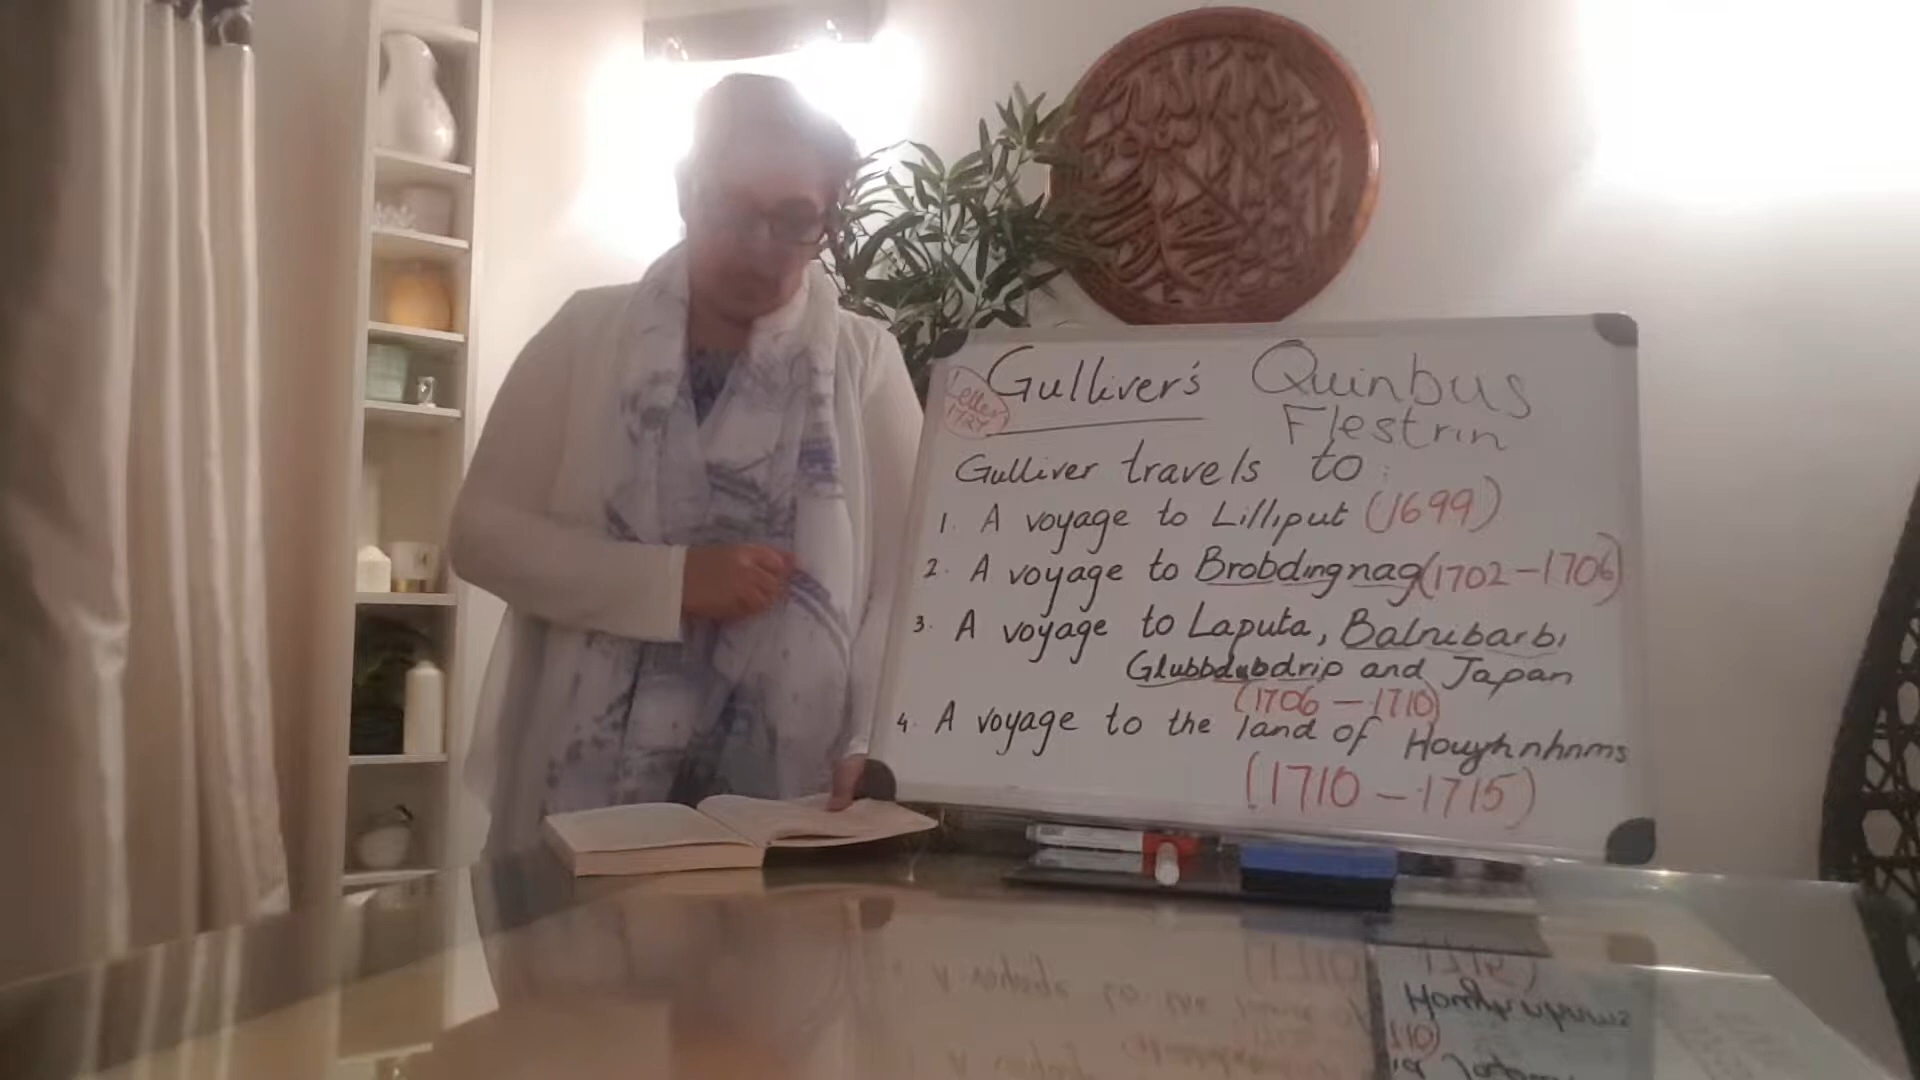 Gulliver's Quinbus
Flestrin
Letter
1727
Gulliver travels to:
1. A voyage to Lilliput (1699)
2. A voyage to Brobdingnag (1702-1706)
3. A voyage to Laputa, Balnibarbi
Glubbdubdrip and Japan
(1706-1710)
4. A voyage to the land of Houyhnhnms
(1710-1715)